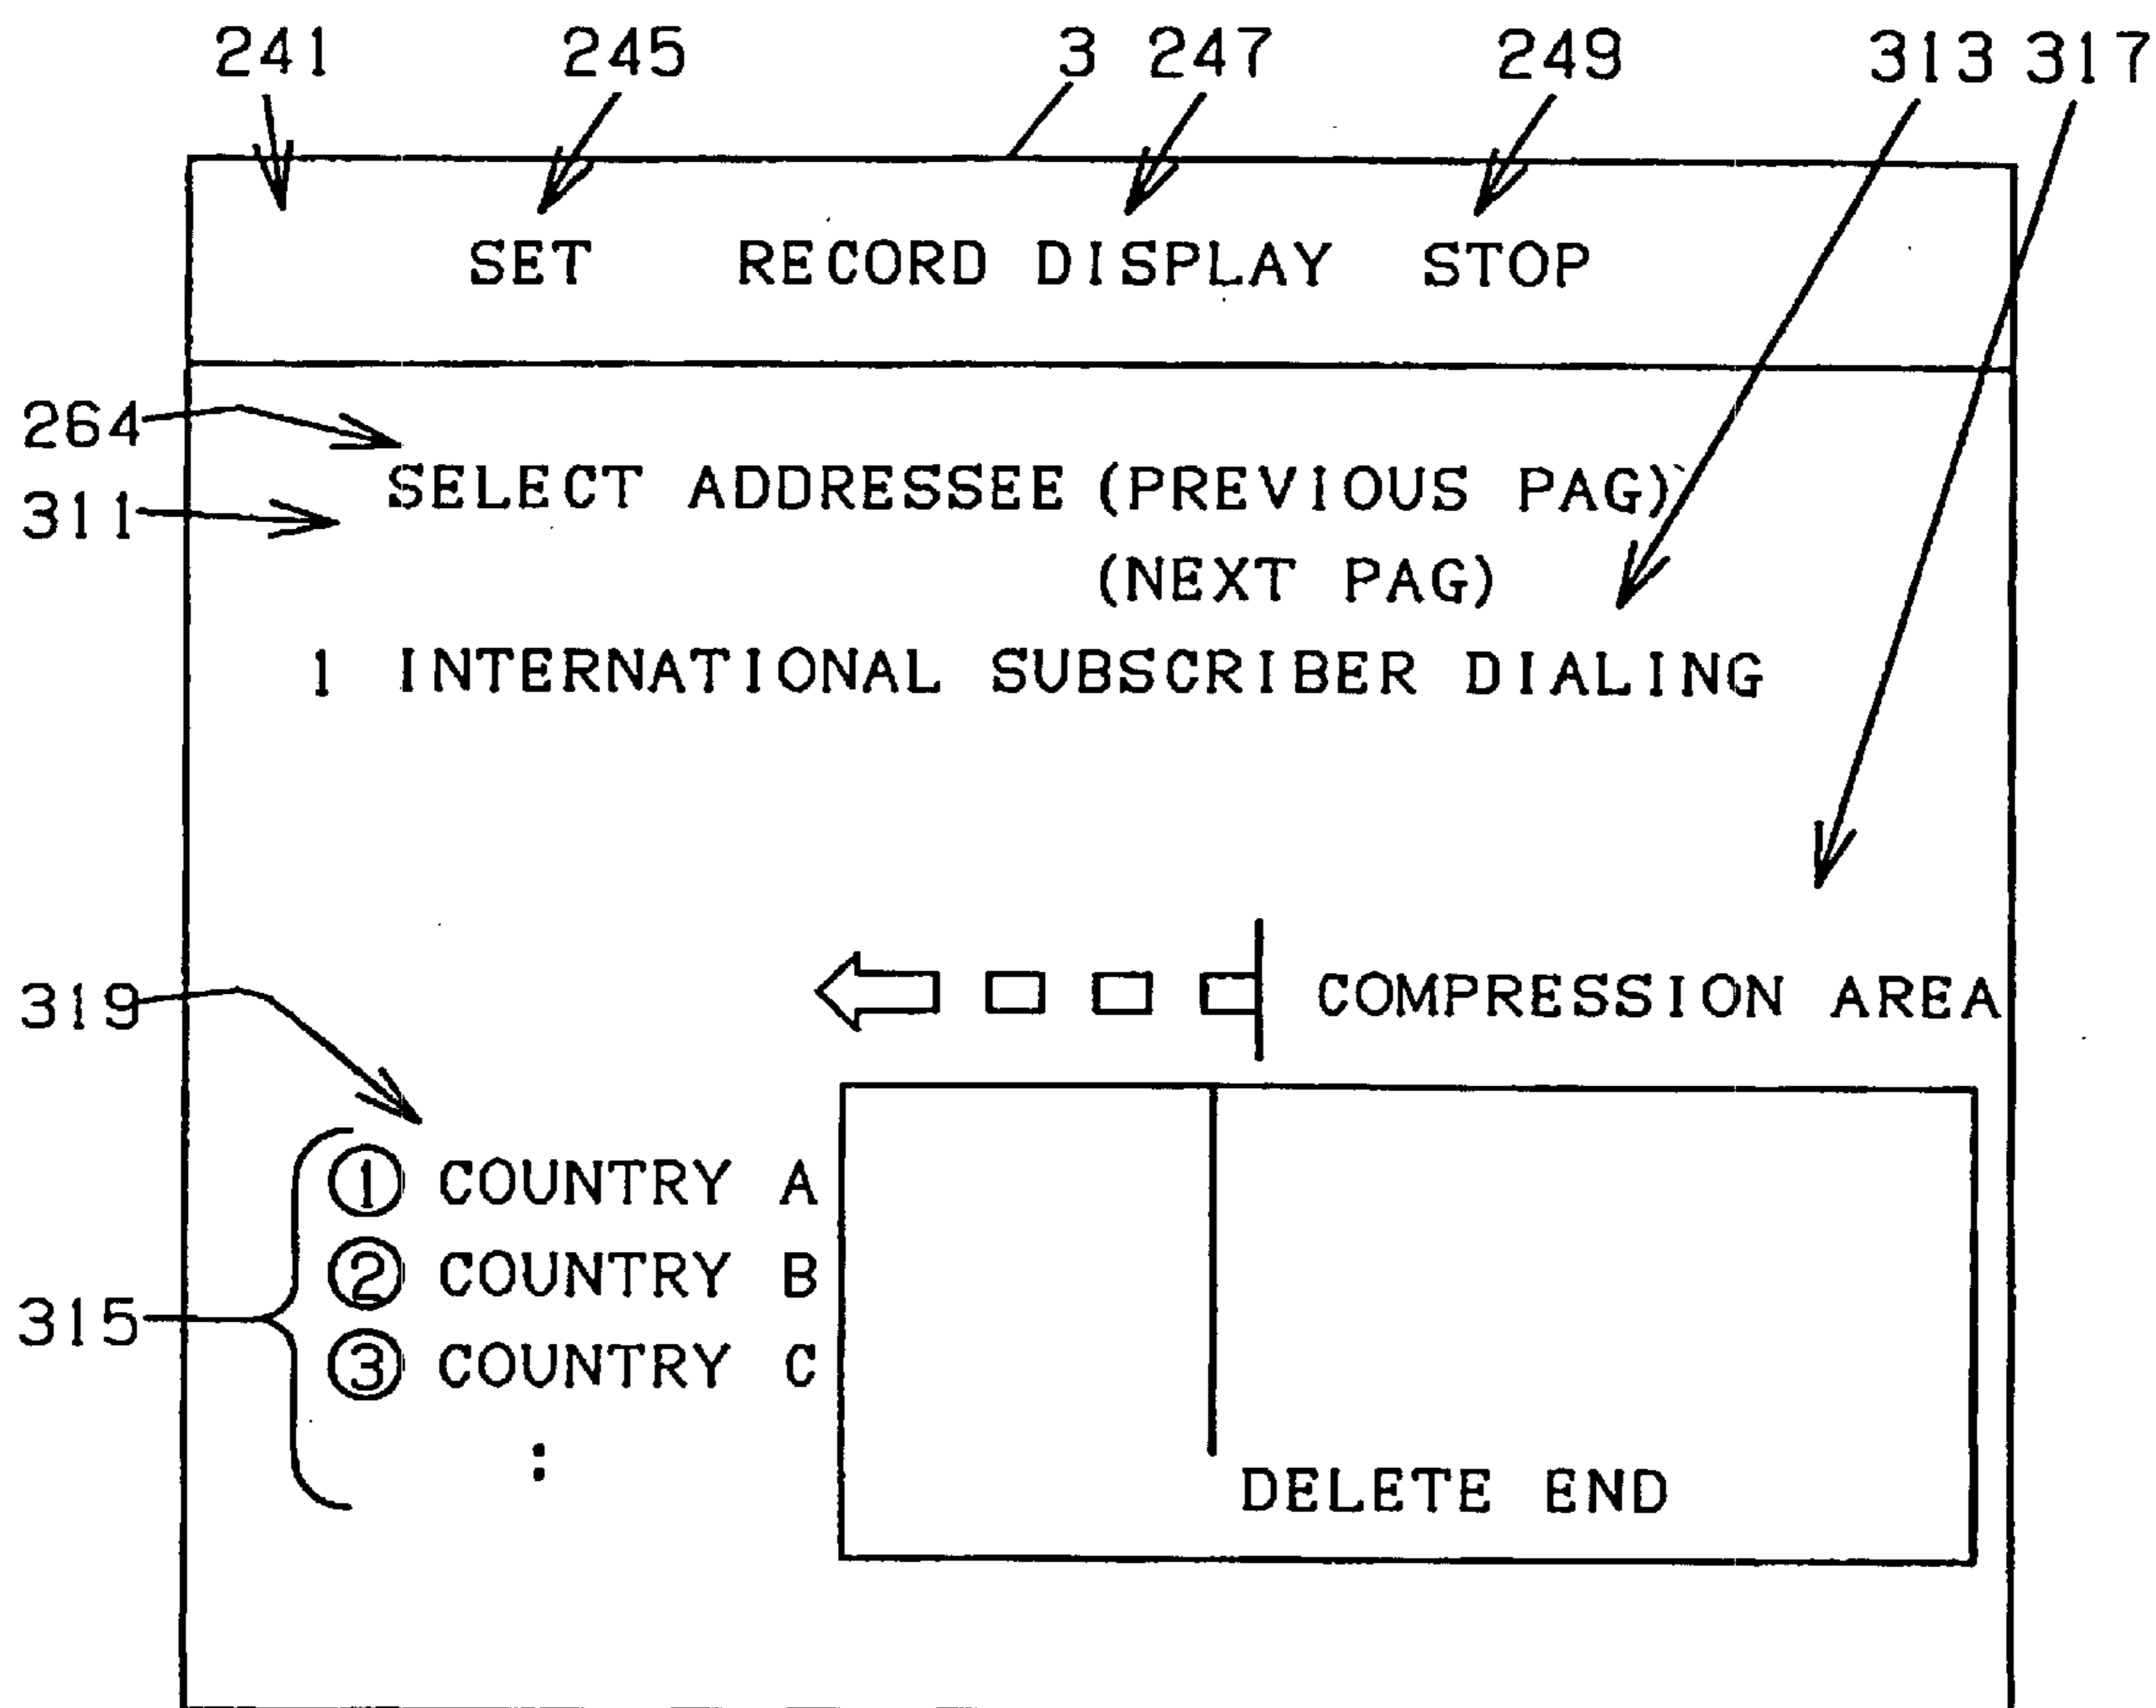 241 245 3 247 249 313 317
SET RECORD DISPLAY STOP
264
SELECT ADDRESSEE (PREVIOUS PAG)
311
(NEXT PAG)
1 INTERNATIONAL SUBSCRIBER DIALING
319
COMPRESSION AREA
① COUNTRY A
② COUNTRY B
315
③ COUNTRY C
:
DELETE END